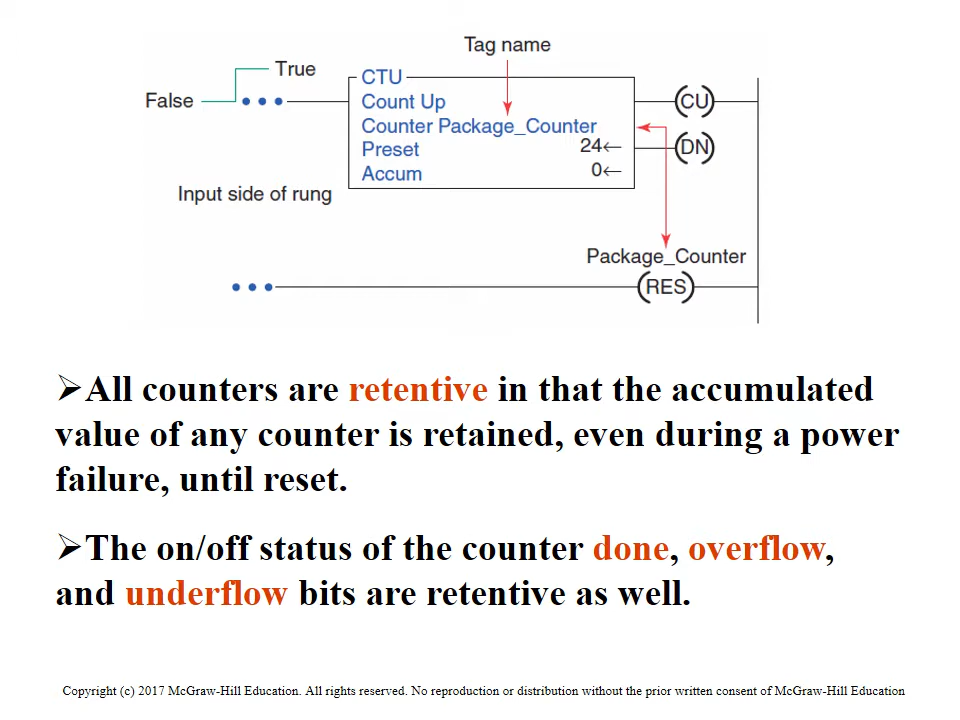 Tag name
True
False
CTU
Count Up
Counter Package_Counter
Preset 24←
Accum 0←
CU
DN
Input side of rung
Package_Counter
RES
➢All counters are retentive in that the accumulated
value of any counter is retained, even during a power
failure, until reset.
➢The on/off status of the counter done, overflow,
and underflow bits are retentive as well.
Copyright (c) 2017 McGraw-Hill Education. All rights reserved. No reproduction or distribution without the prior written consent of McGraw-Hill Education